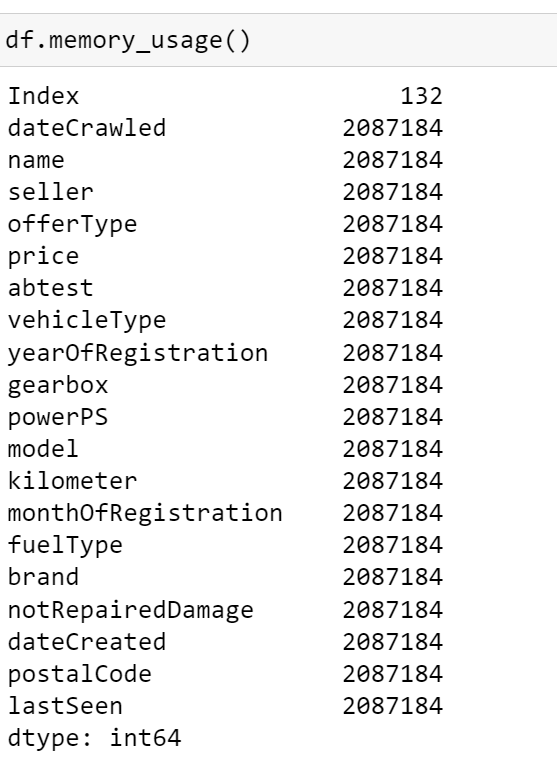 df.memory_usage()
Index 132
dateCrawled 2087184
name 2087184
seller 2087184
offerType 2087184
price 2087184
abtest 2087184
vehicleType 2087184
yearOfRegistration 2087184
gearbox 2087184
powerPS 2087184
model 2087184
kilometer 2087184
monthOfRegistration 2087184
fuelType 2087184
brand 2087184
notRepairedDamage 2087184
dateCreated 2087184
postalCode 2087184
lastSeen 2087184
dtype: int64